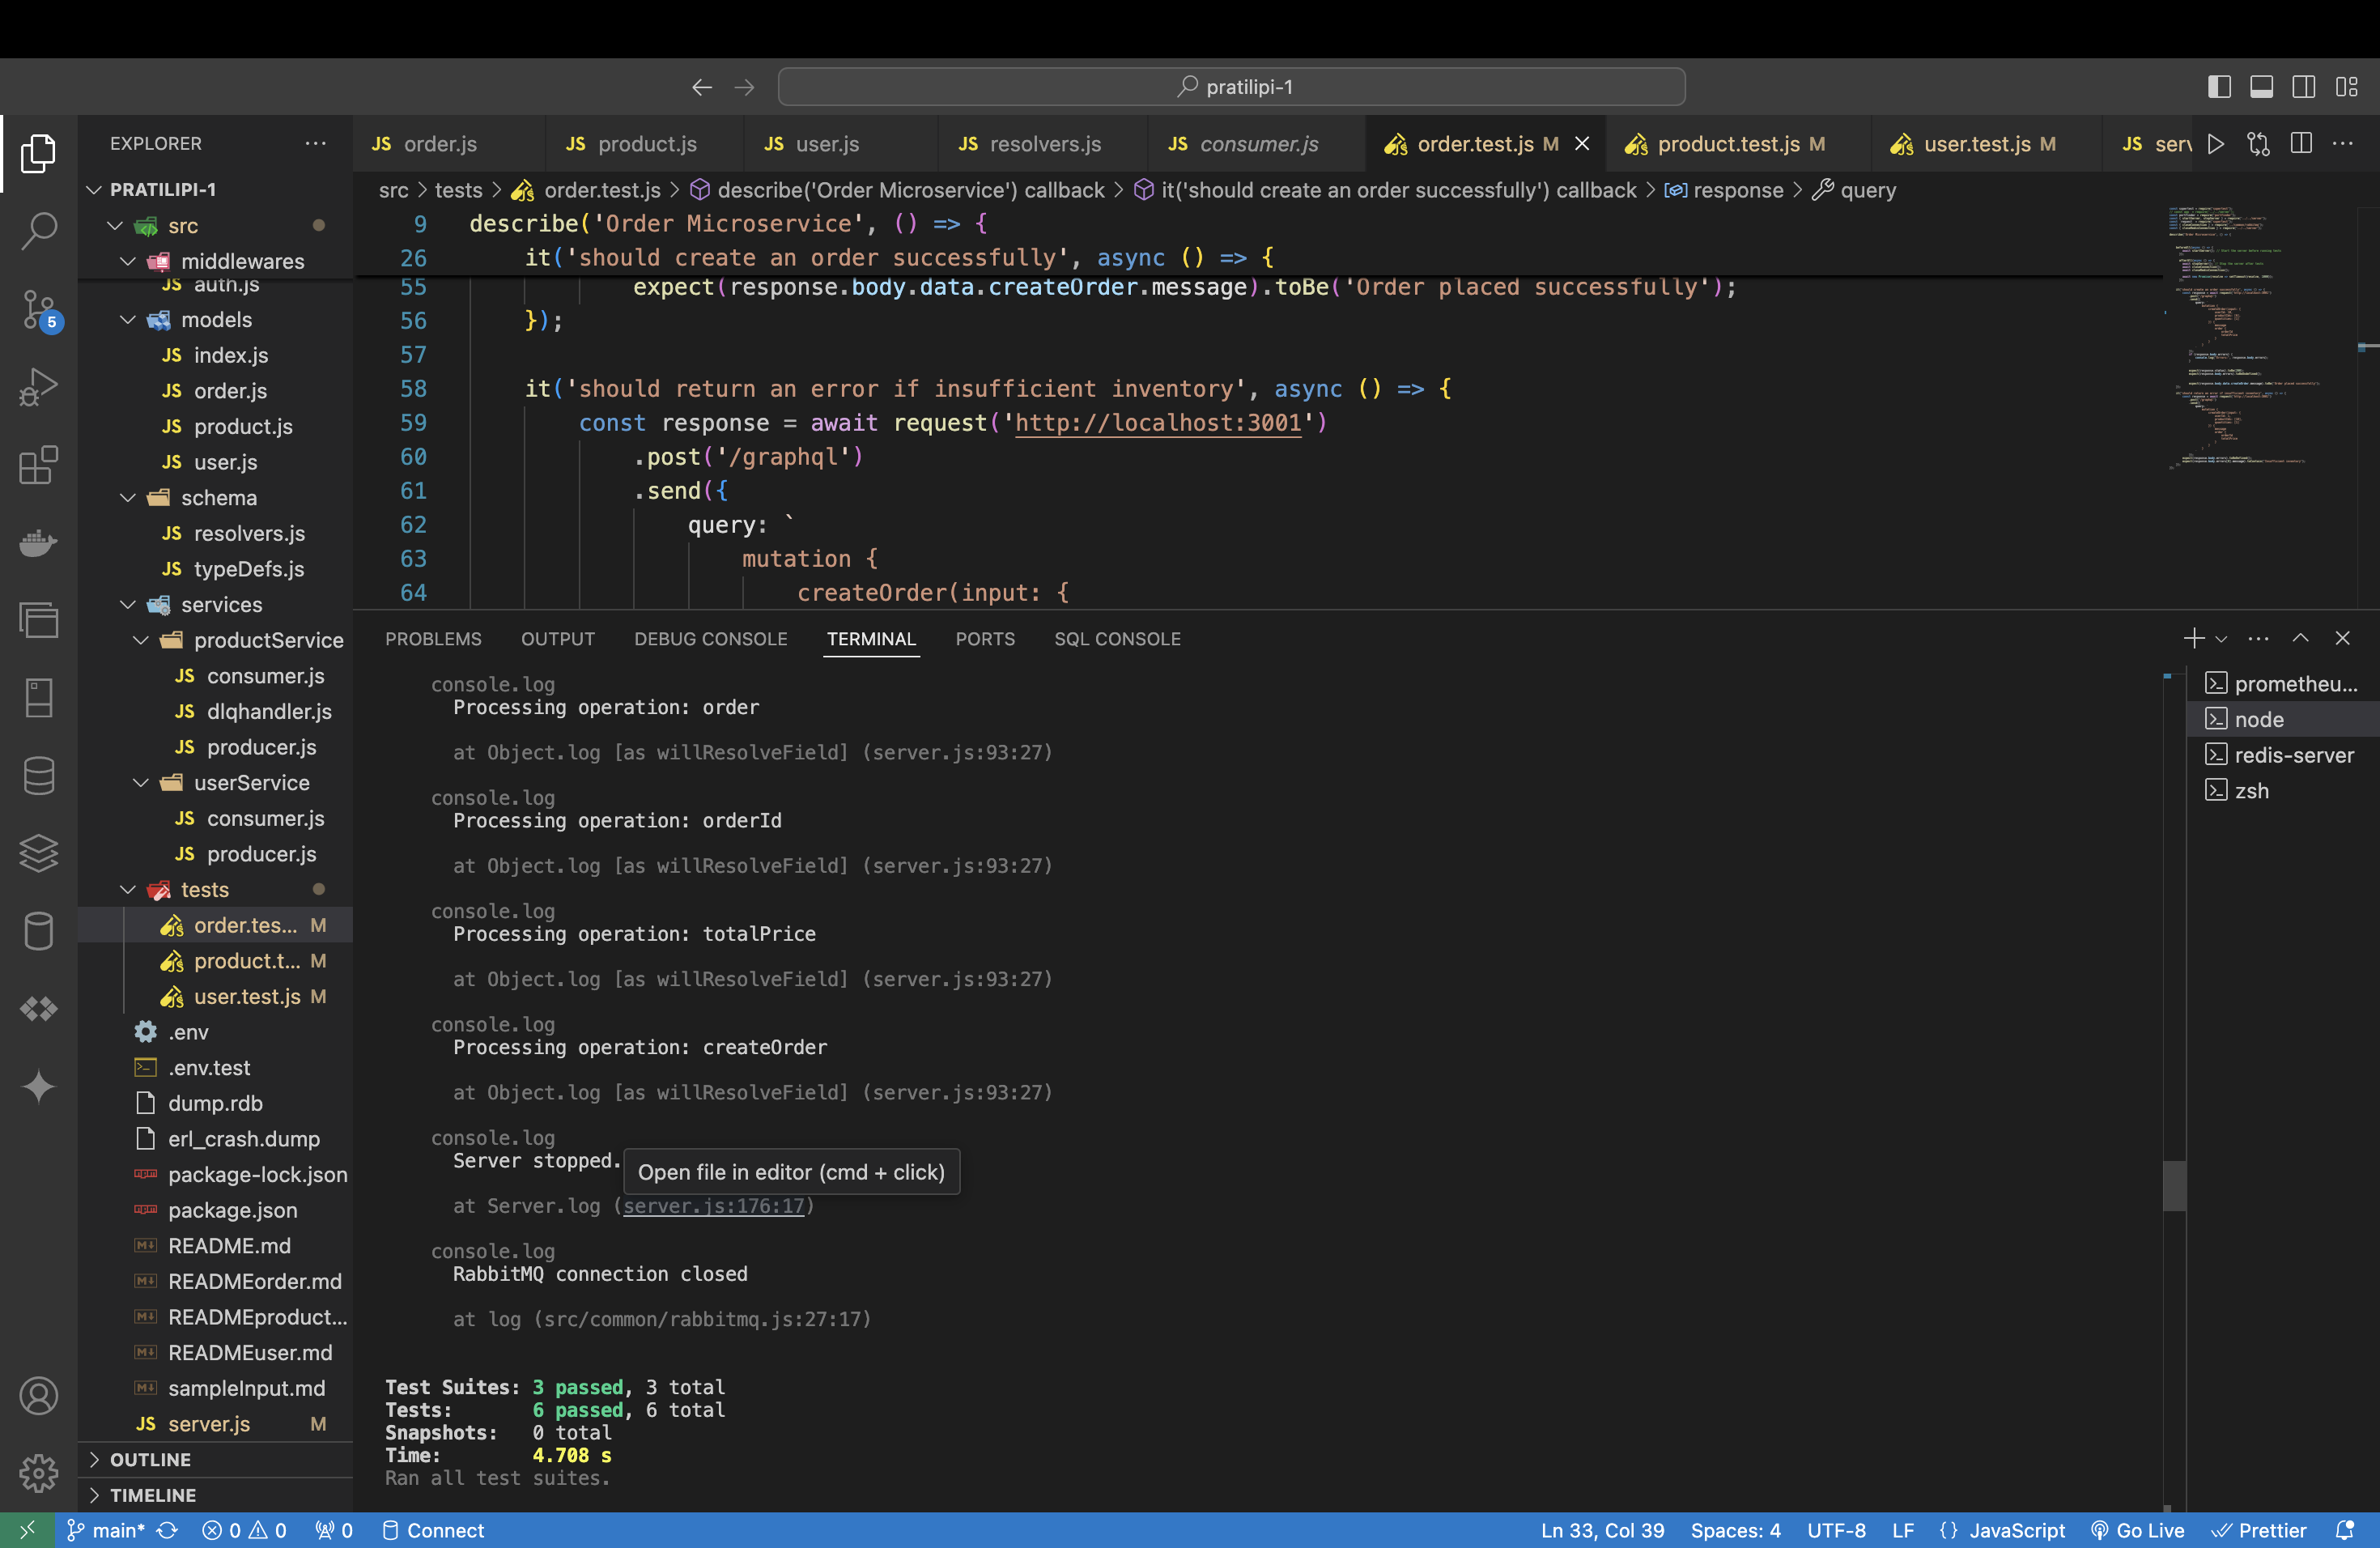 pratilipi-1
EXPLORER
PRATILIPI-1
src
middlewares
auth.js
models
index.js
order.js
product.js
user.js
schema
resolvers.js
typeDefs.js
services
productService
consumer.js
dlqhandler.js
producer.js
userService
consumer.js
producer.js
tests
order.tes... M
product.t... M
user.test.js M
.env
.env.test
dump.rdb
erl_crash.dump
package-lock.json
package.json
README.md
READMEorder.md
READMEproduct...
READMEuser.md
sampleInput.md
JS server.js M
OUTLINE
TIMELINE
5
JS order.js JS product.js JS user.js JS resolvers.js JS consumer.js order.test.js M product.test.js M user.test.js M JS serv
src > tests > order.test.js > describe('Order Microservice') callback > it('should create an order successfully') callback > response > query
9 describe('Order Microservice', () => {
26 it('should create an order successfully', async () => {
55 expect(response.body.data.createOrder.message).toBe('Order placed successfully');
56 });
57
58 it('should return an error if insufficient inventory', async () => {
59 const response = await request('http://localhost:3001')
60 .post('/graphql')
61 .send({
62 query: `
63 mutation {
64 createOrder(input: {
PROBLEMS OUTPUT DEBUG CONSOLE TERMINAL PORTS SQL CONSOLE
console.log
Processing operation: order
at Object.log [as willResolveField] (server.js:93:27)
console.log
Processing operation: orderId
at Object.log [as willResolveField] (server.js:93:27)
console.log
Processing operation: totalPrice
at Object.log [as willResolveField] (server.js:93:27)
console.log
Processing operation: createOrder
at Object.log [as willResolveField] (server.js:93:27)
console.log
Server stopped.
Open file in editor (cmd + click)
at Server.log (server.js:176:17)
console.log
RabbitMQ connection closed
at log (src/common/rabbitmq.js:27:17)
Test Suites: 3 passed, 3 total
Tests: 6 passed, 6 total
Snapshots: 0 total
Time: 4.708 s
Ran all test suites.
prometheu...
node
redis-server
zsh
main* 0 0 0 Connect Ln 33, Col 39 Spaces: 4 UTF-8 LF {} JavaScript Go Live Prettier